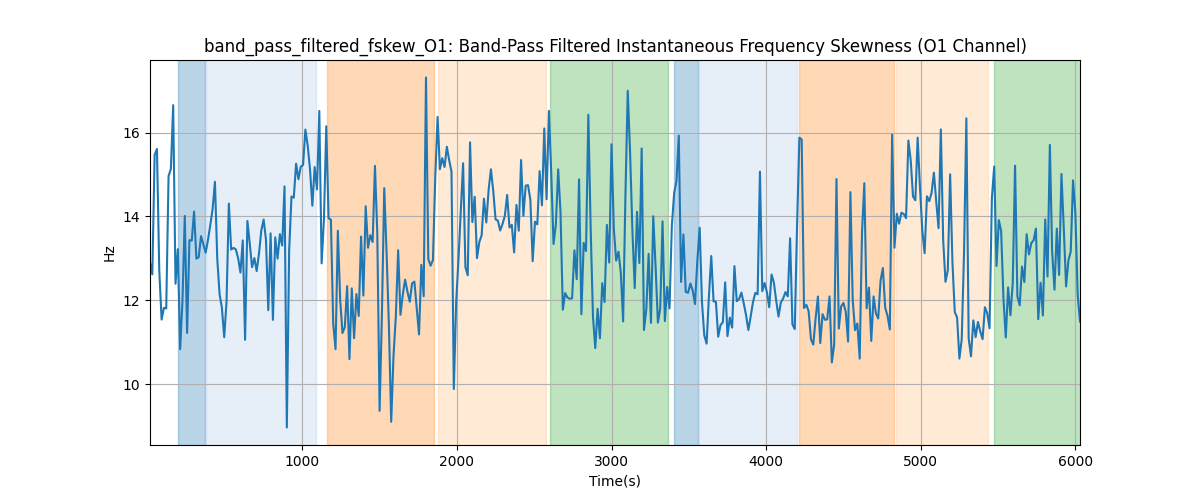 band_pass_filtered_fskew_O1: Band-Pass Filtered Instantaneous Frequency Skewness (O1 Channel)
16
14
12
10
Hz
1000 2000 3000 4000 5000 6000
Time(s)